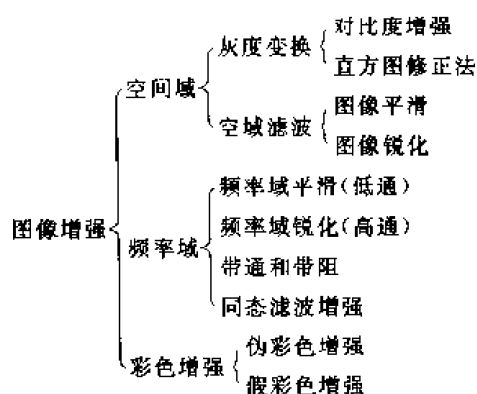 对比度增强
灰度变换
直方图修正法
空间域
图像平滑
空域滤波
图像锐化
频率域平滑(低通)
频率域锐化(高通)
图像增强
频率域
带通和带阻
同态滤波增强
伪彩色增强
彩色增强
假彩色增强